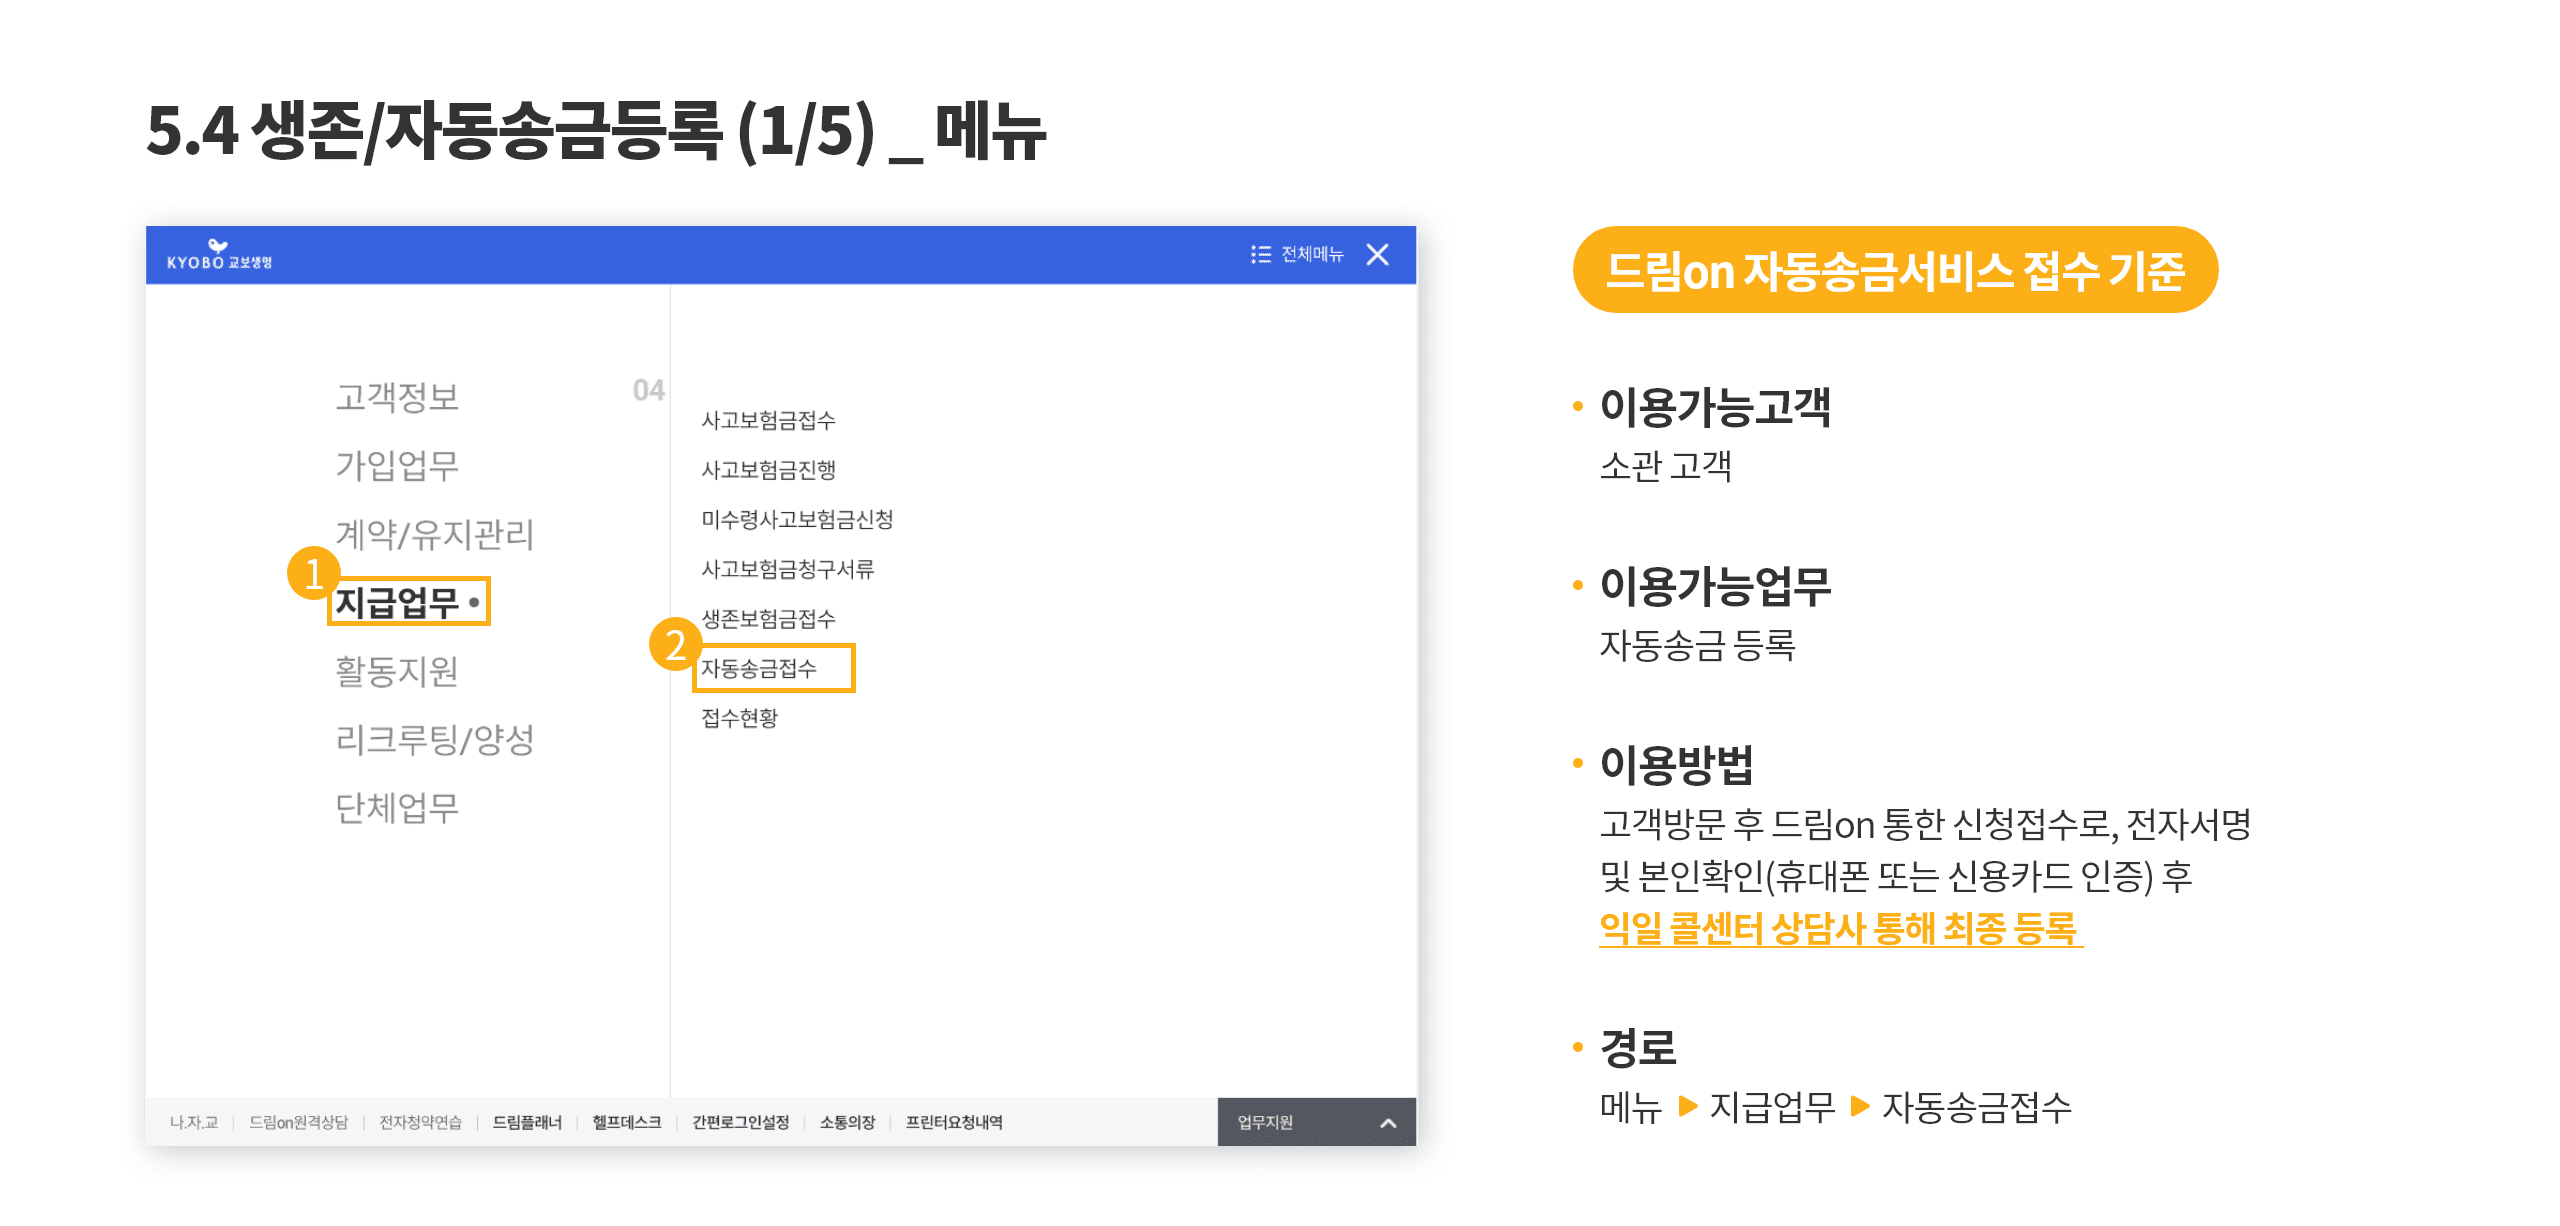 5.4 생존/자동송금등록 (1/5) _ 메뉴
KYOBO 교보생명
전체메뉴
고객정보
가입업무
계약/유지관리
1
지급업무
활동지원
리크루팅/양성
단체업무
04
사고보험금접수
사고보험금진행
미수령사고보험금신청
사고보험금청구서류
생존보험금접수
2
자동송금접수
접수현황
나.자.교 | 드림on원격상담 | 전자청약연습 | 드림플래너 | 헬프데스크 | 간편로그인설정 | 소통의장 | 프린터요청내역
업무지원
드림on 자동송금서비스 접수 기준
• 이용가능고객
소관 고객
• 이용가능업무
자동송금 등록
• 이용방법
고객방문 후 드림on 통한 신청접수로, 전자서명
및 본인확인(휴대폰 또는 신용카드 인증) 후
익일 콜센터 상담사 통해 최종 등록
• 경로
메뉴 ▶ 지급업무 ▶ 자동송금접수